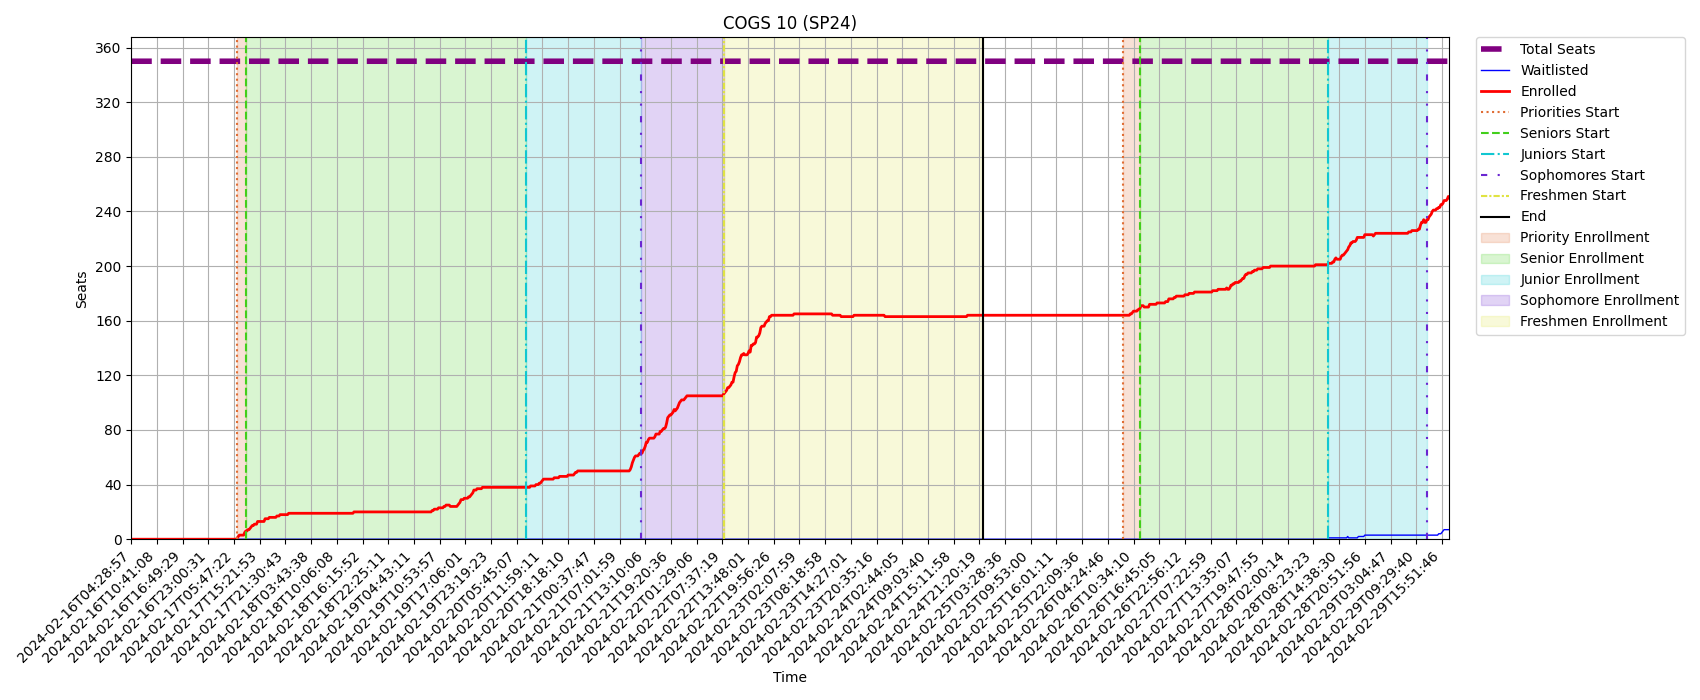 COGS 10 (SP24)
Seats
360
320
280
240
200
160
120
80
40
0
2024-02-16T04:28:57
2024-02-16T10:41:08
2024-02-16T16:49:29
2024-02-16T23:00:31
2024-02-17T05:47:22
2024-02-17T15:21:53
2024-02-17T21:30:43
2024-02-18T03:43:38
2024-02-18T10:06:08
2024-02-18T16:15:52
2024-02-18T22:25:11
2024-02-19T04:43:11
2024-02-19T10:53:57
2024-02-19T17:06:01
2024-02-19T23:19:23
2024-02-20T05:45:07
2024-02-20T11:59:11
2024-02-20T18:18:10
2024-02-21T00:37:47
2024-02-21T07:01:59
2024-02-21T13:10:06
2024-02-21T19:20:36
2024-02-22T01:29:06
2024-02-22T07:37:19
2024-02-22T13:48:01
2024-02-22T19:56:26
2024-02-23T02:07:59
2024-02-23T08:18:58
2024-02-23T14:27:01
2024-02-23T20:35:16
2024-02-24T02:44:05
2024-02-24T09:03:40
2024-02-24T15:11:58
2024-02-24T21:20:19
2024-02-25T03:28:36
2024-02-25T09:53:00
2024-02-25T16:01:11
2024-02-25T22:09:36
2024-02-26T04:24:46
2024-02-26T10:34:10
2024-02-26T16:45:05
2024-02-26T22:56:12
2024-02-27T07:22:59
2024-02-27T13:35:07
2024-02-27T19:47:55
2024-02-28T02:00:14
2024-02-28T08:23:23
2024-02-28T14:38:30
2024-02-28T20:51:56
2024-02-29T03:04:47
2024-02-29T09:29:40
2024-02-29T15:51:46
Time
Total Seats
Waitlisted
Enrolled
Priorities Start
Seniors Start
Juniors Start
Sophomores Start
Freshmen Start
End
Priority Enrollment
Senior Enrollment
Junior Enrollment
Sophomore Enrollment
Freshmen Enrollment